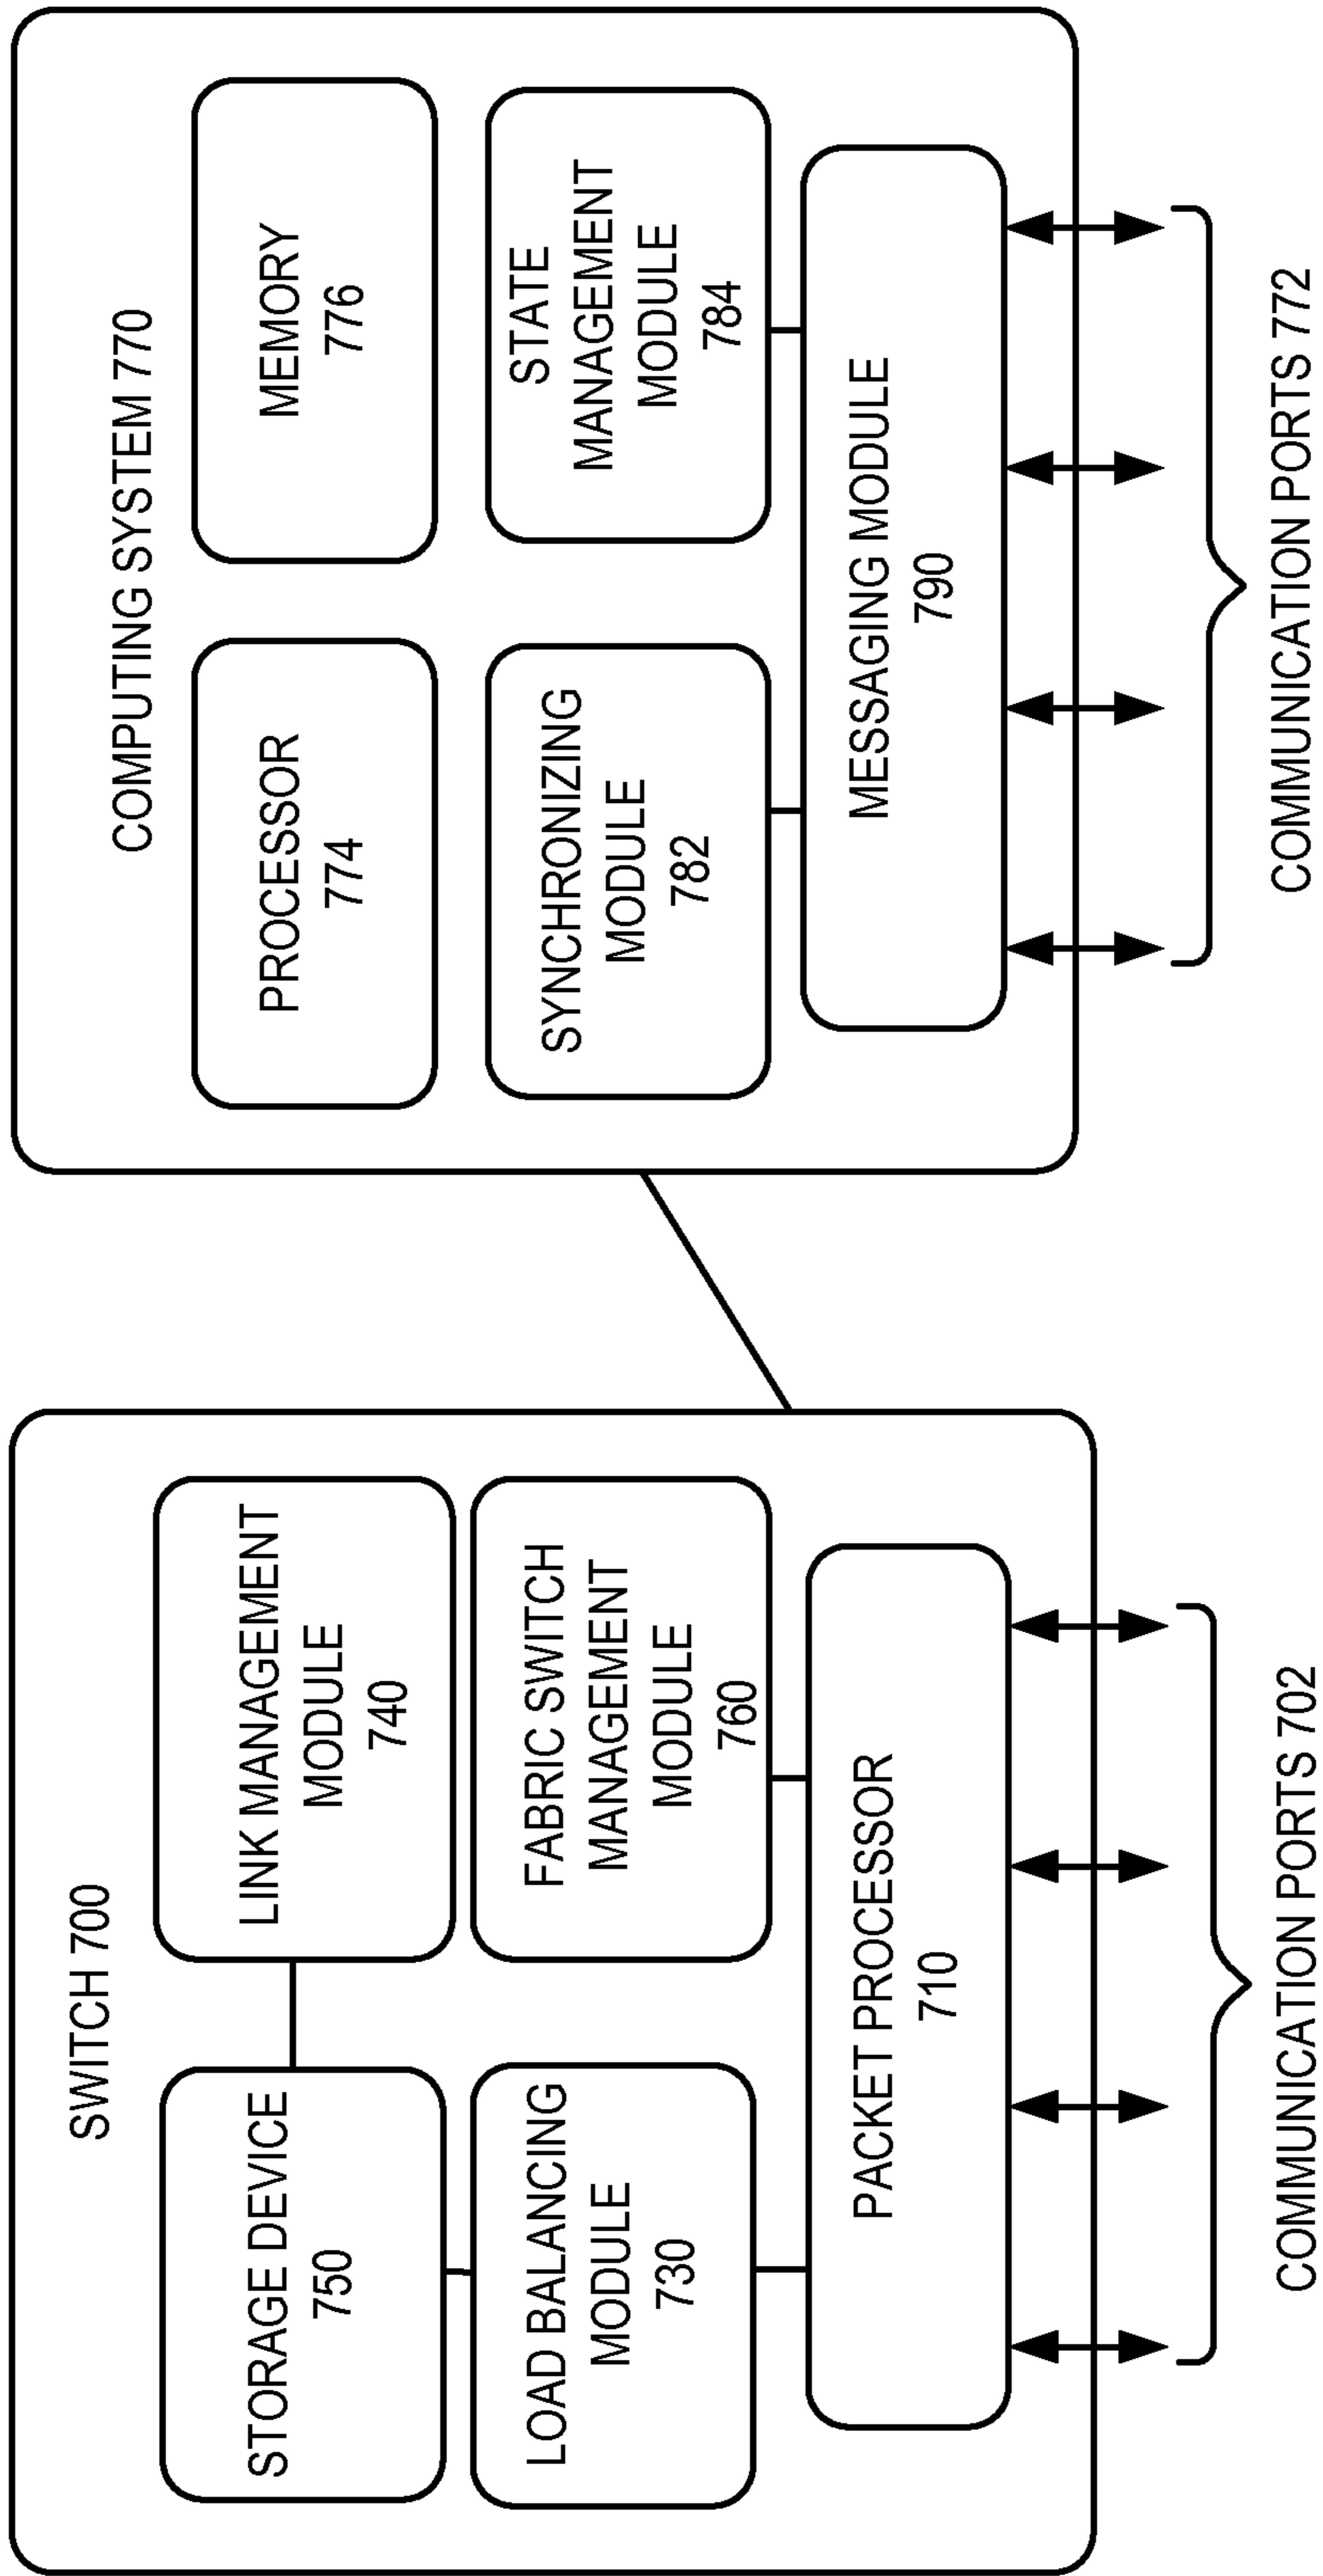 SWITCH 700
STORAGE DEVICE
750
LINK MANAGEMENT
MODULE
740
LOAD BALANCING
MODULE
730
FABRIC SWITCH
MANAGEMENT
MODULE
760
PACKET PROCESSOR
710
COMMUNICATION PORTS 702
COMPUTING SYSTEM 770
PROCESSOR
774
MEMORY
776
SYNCHRONIZING
MODULE
782
STATE
MANAGEMENT
MODULE
784
MESSAGING MODULE
790
COMMUNICATION PORTS 772